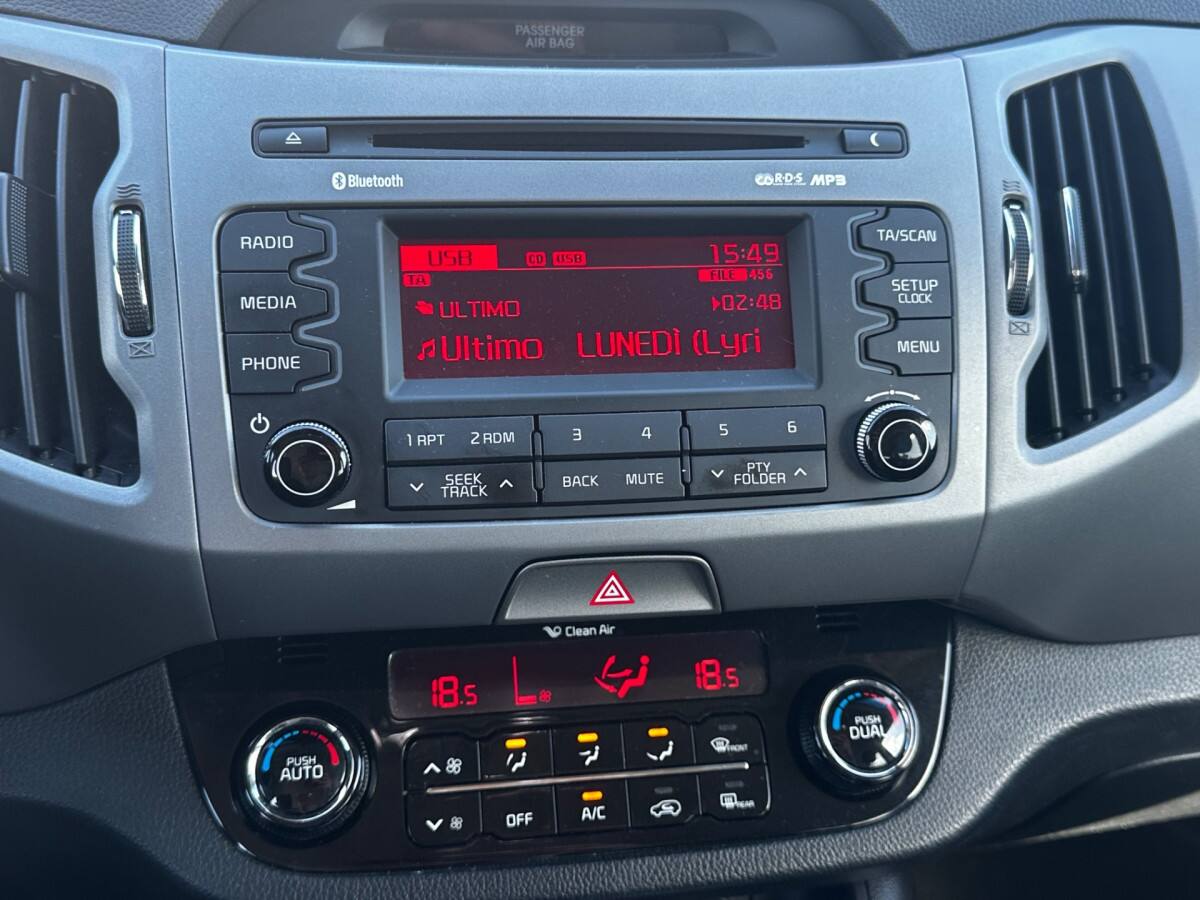 PASSENGER
AIR BAG
Bluetooth
R·D·S MP3
RADIO
MEDIA
PHONE
USB CD USB 15:49
TA FILE 456
ULTIMO 02:48
Ultimo LUNEDÌ (Lyri
TA/SCAN
SETUP
CLOCK
MENU
1 RPT 2 RDM 3 4 5 6
SEEK
TRACK
BACK MUTE
PTY
FOLDER
Clean Air
18.5 18.5
PUSH
AUTO
PUSH
DUAL
FRONT
OFF A/C REAR